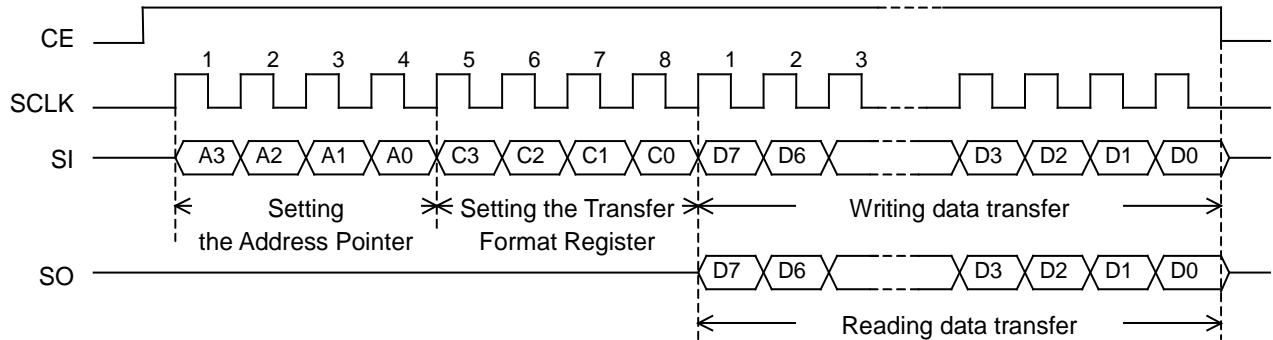 CE
1 2 3 4 5 6 7 8 1 2 3
SCLK
SI A3 A2 A1 A0 C3 C2 C1 C0 D7 D6 D3 D2 D1 D0
Setting Setting the Transfer Writing data transfer
the Address Pointer Format Register
SO D7 D6 D3 D2 D1 D0
Reading data transfer